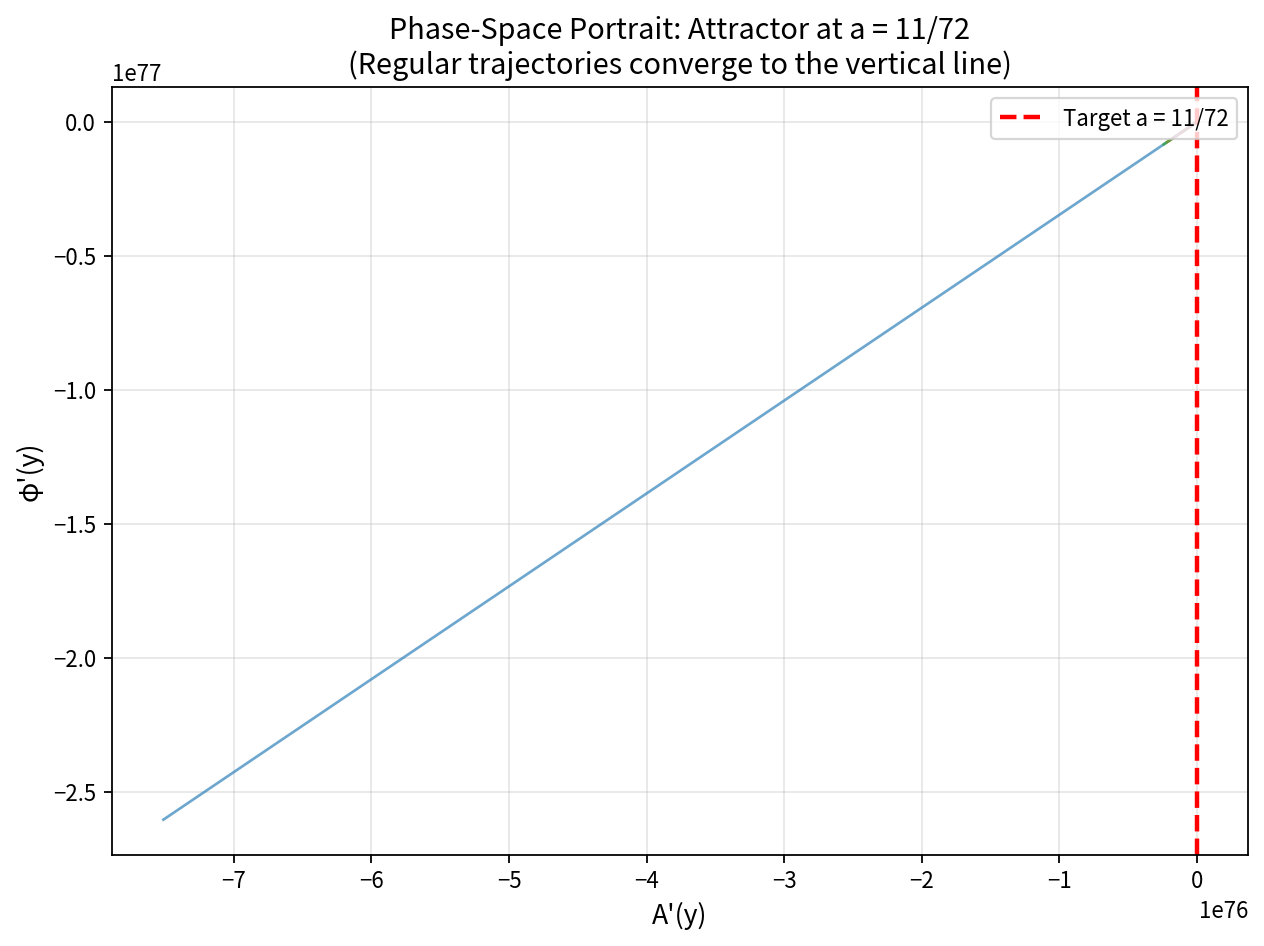 Phase-Space Portrait: Attractor at a = 11/72
(Regular trajectories converge to the vertical line)
1e77
Target a = 11/72
0.0
−0.5
−1.0
−1.5
−2.0
−2.5
ϕ'(y)
−7
−6
−5
−4
−3
−2
−1
0
1e76
A'(y)